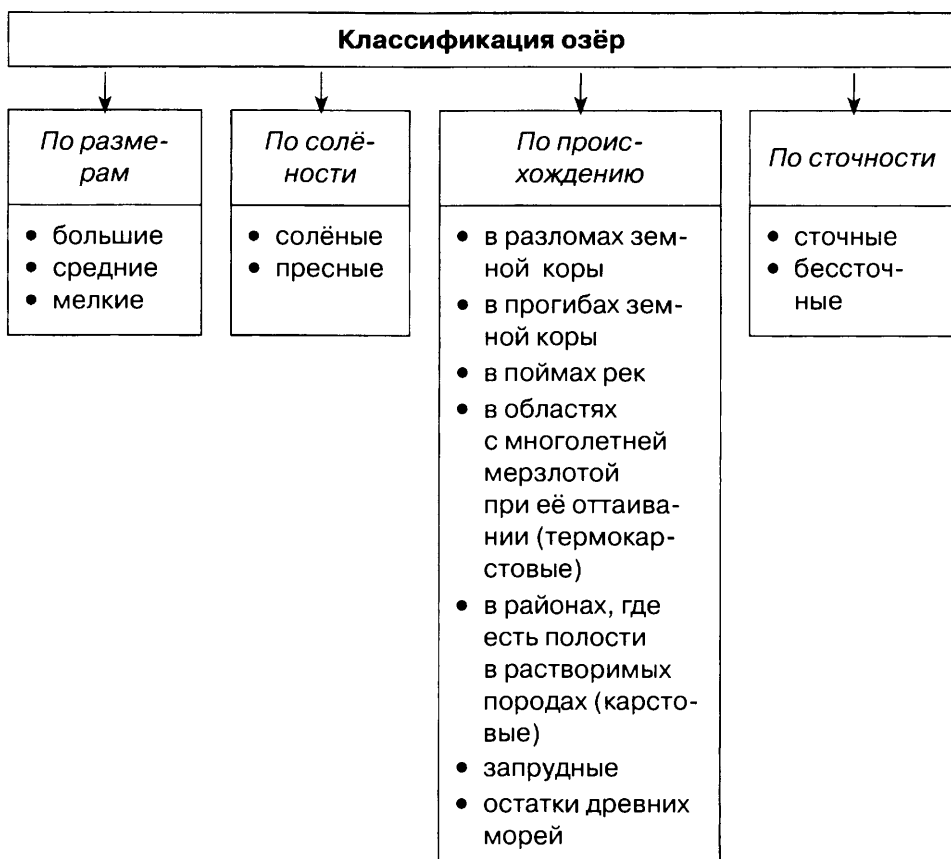 Классификация озёр
По разме-
рам
• большие
• средние
• мелкие
По солё-
ности
• солёные
• пресные
По проис-
хождению
• в разломах зем-
ной коры
• в прогибах зем-
ной коры
• в поймах рек
• в областях
с многолетней
мерзлотой
при её оттаива-
нии (термокар-
стовые)
• в районах, где
есть полости
в растворимых
породах (карсто-
вые)
• запрудные
• остатки древних
морей
По сточности
• сточные
• бессточ-
ные